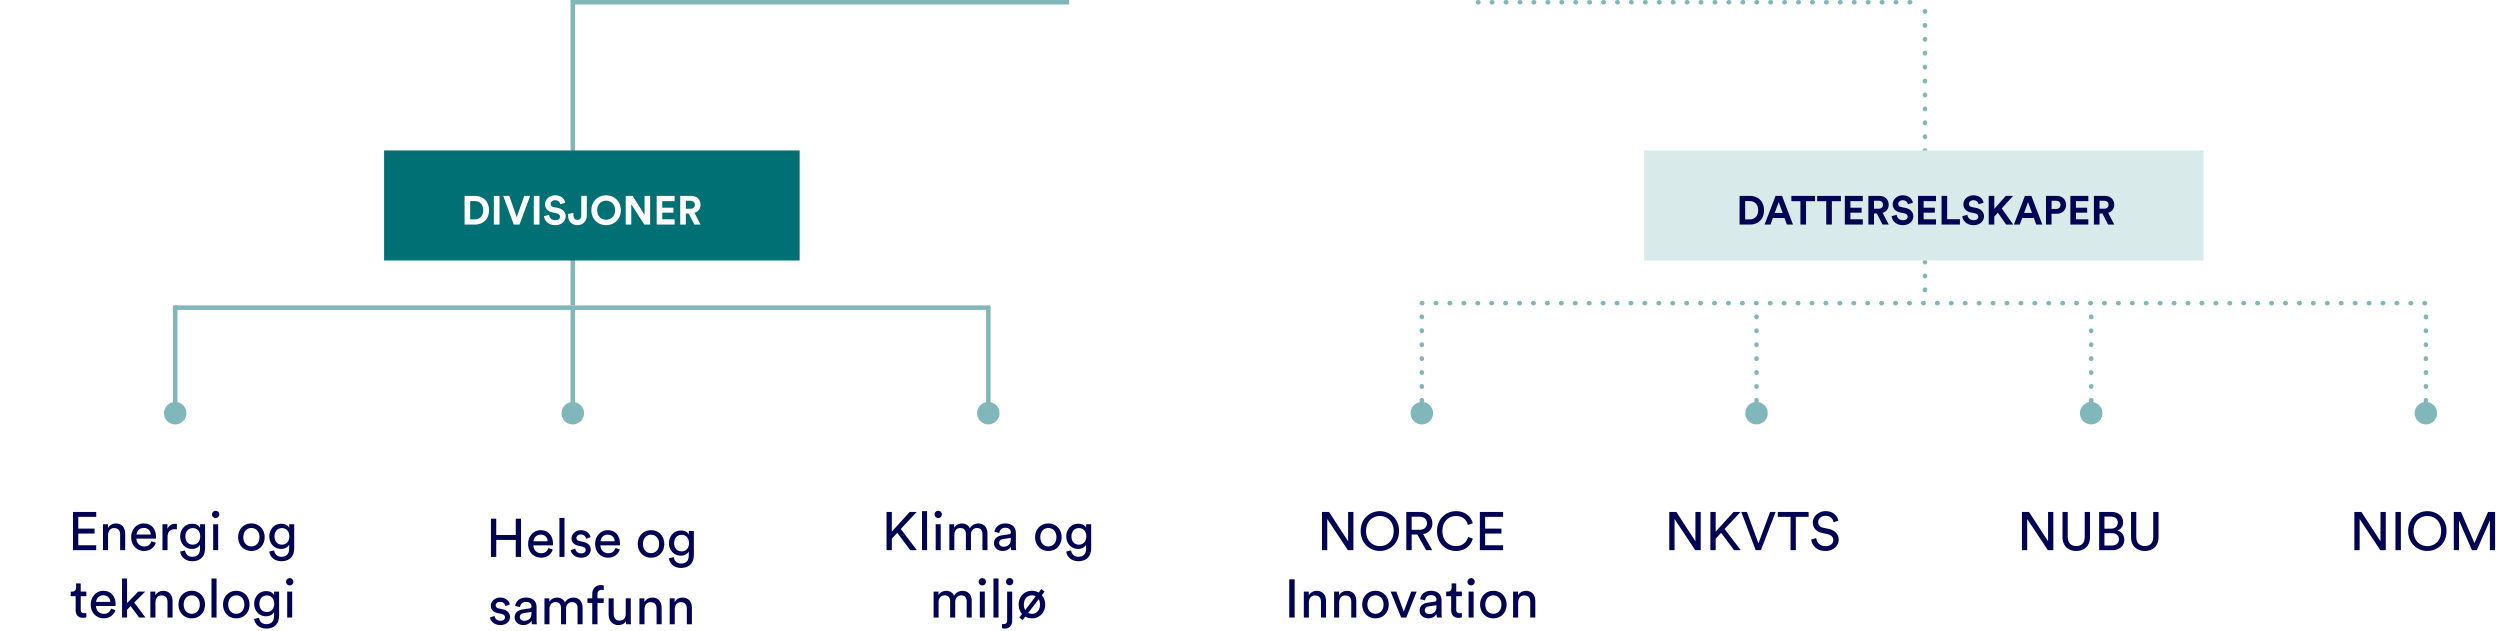 DIVISJONER
DATTERSELSKAPER
Energi og
teknologi
Helse og
samfunn
Klima og
miljø
NORCE
Innovation
NKVTS
NUBU
NIOM